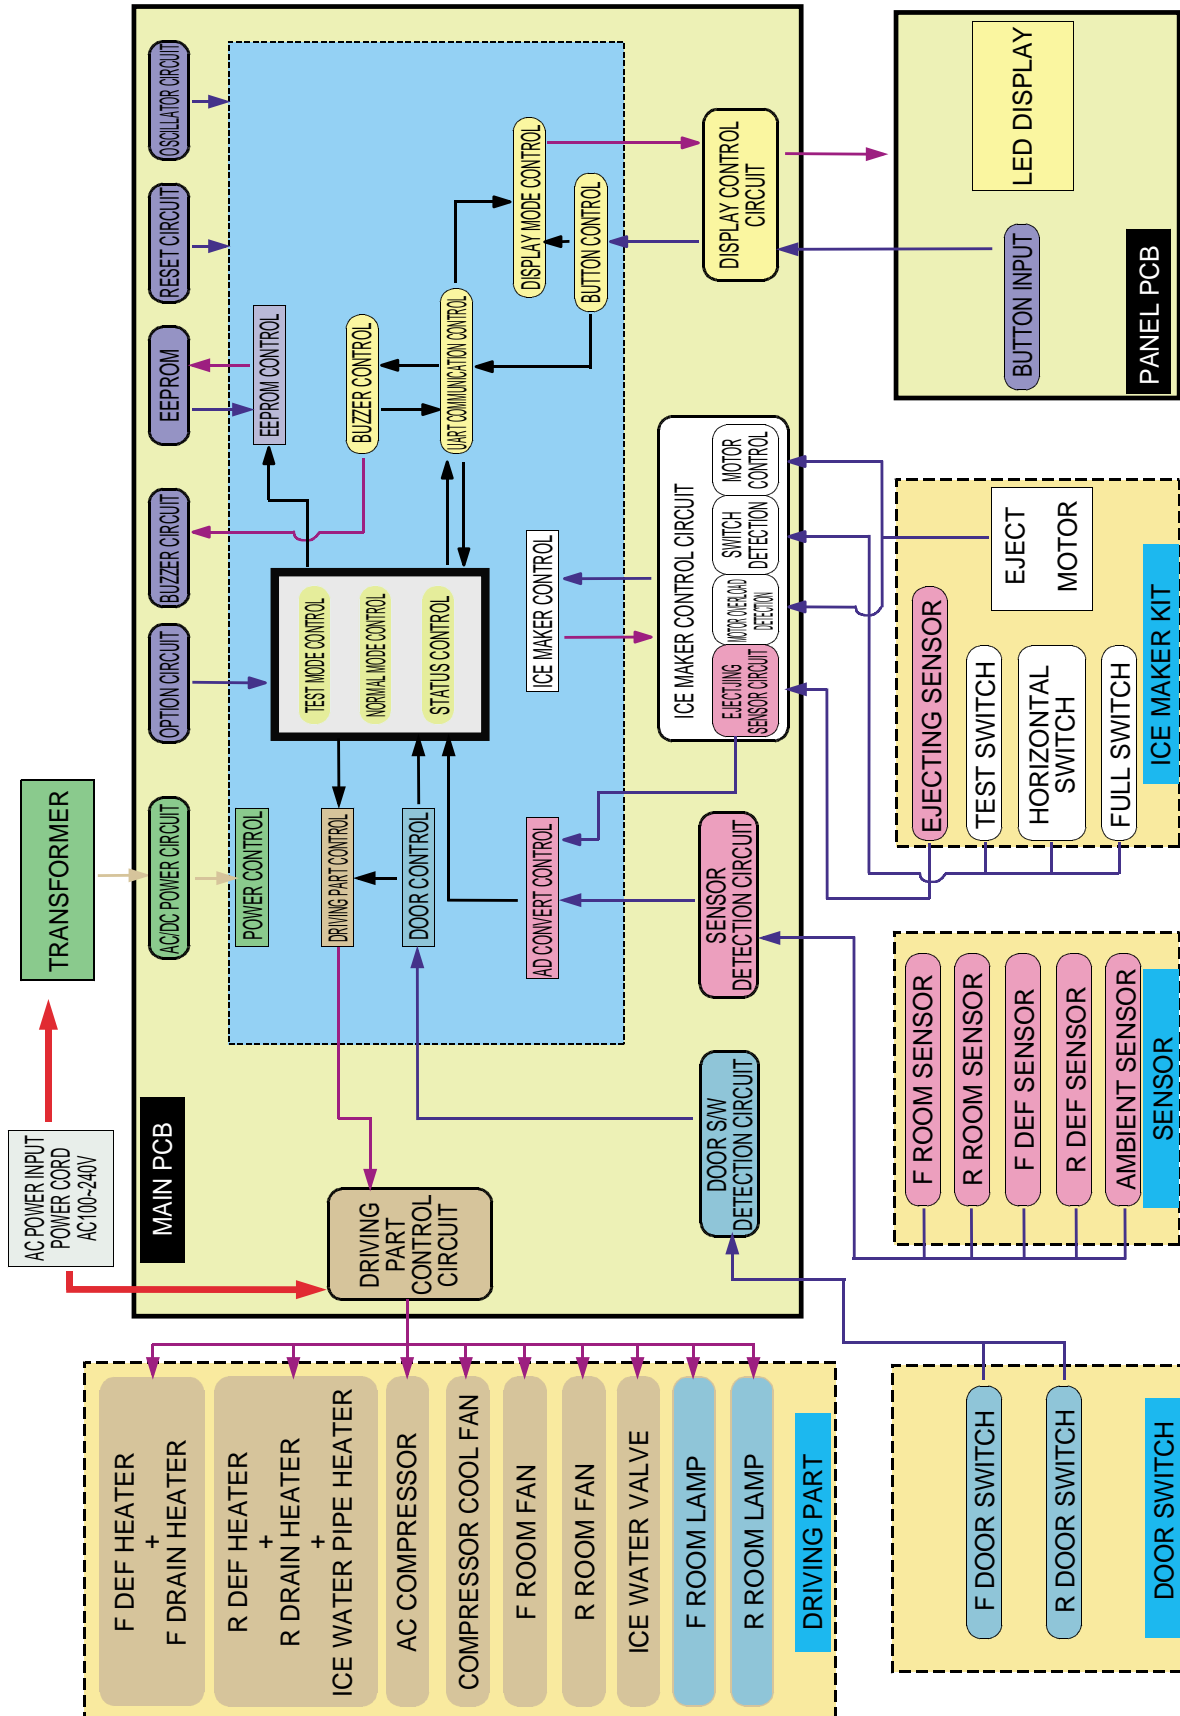 AC POWER INPUT
POWER CORD
AC100~240V
TRANSFORMER
MAIN PCB
AC/DC POWER CIRCUIT
OPTION CIRCUIT
BUZZER CIRCUIT
EEPROM
RESET CIRCUIT
OSCILLATOR CIRCUIT
POWER CONTROL
EEPROM CONTROL
TEST MODE CONTROL
NORMAL MODE CONTROL
STATUS CONTROL
DRIVING PART CONTROL
DOOR CONTROL
AD CONVERT CONTROL
BUZZER CONTROL
UART COMMUNICATION CONTROL
DISPLAY MODE CONTROL
BUTTON CONTROL
ICE MAKER CONTROL
DRIVING
PART
CONTROL
CIRCUIT
DOOR S/W
DETECTION CIRCUIT
SENSOR
DETECTION CIRCUIT
ICE MAKER CONTROL CIRCUIT
EJECTJNG
SENSOR CIRCUIT
MOTOR OVERLOAD
DETECTION
SWITCH
DETECTION
MOTOR
CONTROL
DISPLAY CONTROL
CIRCUIT
F DEF HEATER
+
F DRAIN HEATER
R DEF HEATER
+
R DRAIN HEATER
+
ICE WATER PIPE HEATER
AC COMPRESSOR
COMPRESSOR COOL FAN
F ROOM FAN
R ROOM FAN
ICE WATER VALVE
F ROOM LAMP
R ROOM LAMP
DRIVING PART
F DOOR SWITCH
R DOOR SWITCH
DOOR SWITCH
F ROOM SENSOR
R ROOM SENSOR
F DEF SENSOR
R DEF SENSOR
AMBIENT SENSOR
SENSOR
EJECTING SENSOR
TEST SWITCH
HORIZONTAL
SWITCH
FULL SWITCH
EJECT
MOTOR
ICE MAKER KIT
BUTTON INPUT
LED DISPLAY
PANEL PCB